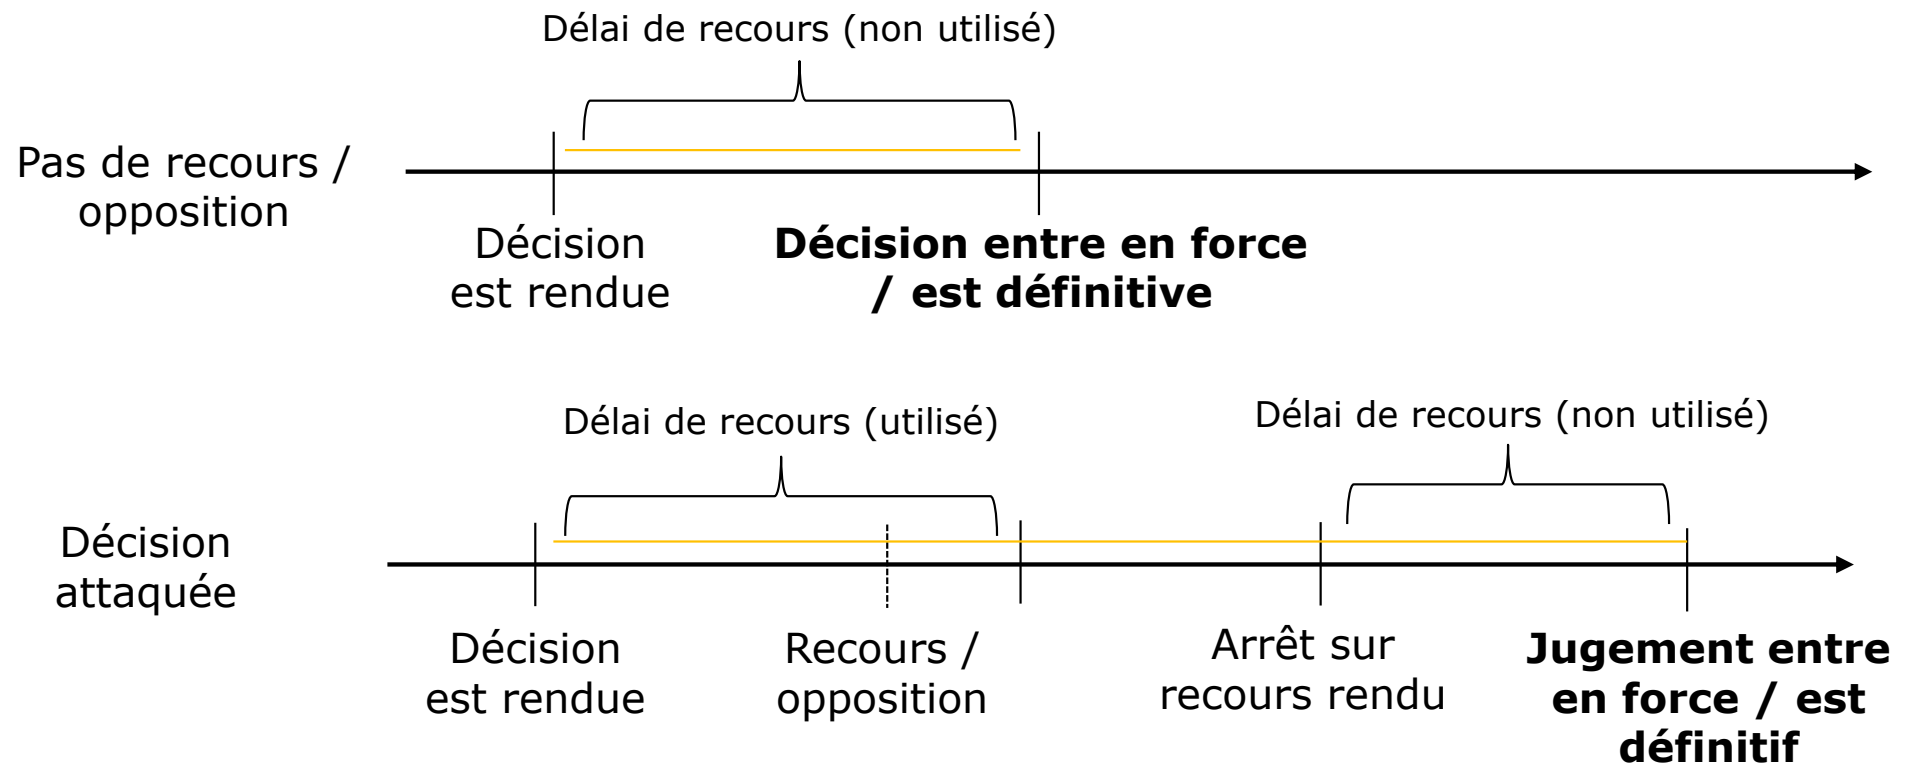 Délai de recours (non utilisé)
Pas de recours /
opposition
Décision
est rendue
Décision entre en force
/ est définitive
Délai de recours (utilisé)
Délai de recours (non utilisé)
Décision
attaquée
Décision
est rendue
Recours /
opposition
Arrêt sur
recours rendu
Jugement entre
en force / est
définitif